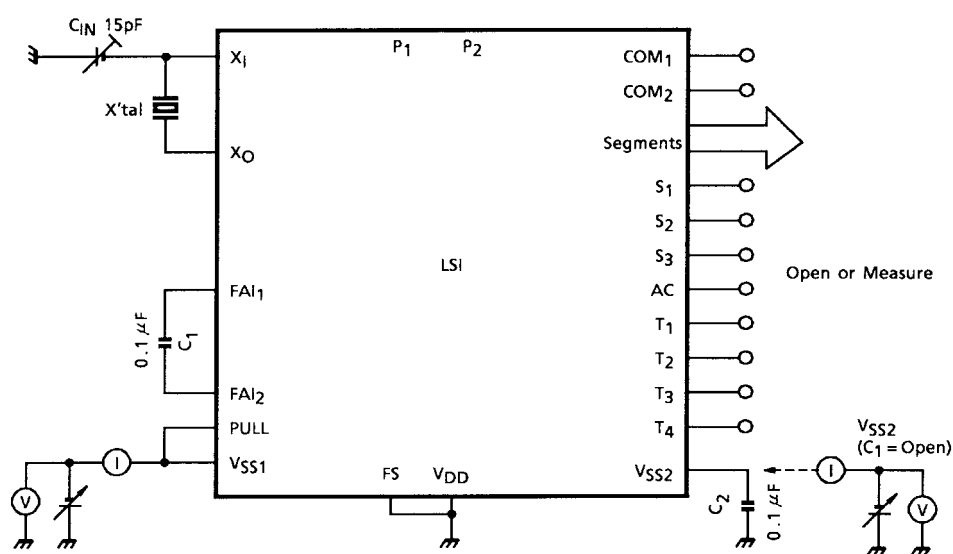 C_IN 15pF
X'tal
X_I
X_O
P_1 P_2
COM_1
COM_2
Segments
S_1
S_2
S_3
AC
T_1
T_2
T_3
T_4
V_SS2
LSI
Open or Measure
FAI_1
0.1 μF
C_1
FAI_2
PULL
V_SS1
I
V
FS V_DD
C_2
0.1 μF
V_SS2
(C_1 = Open)
I
V